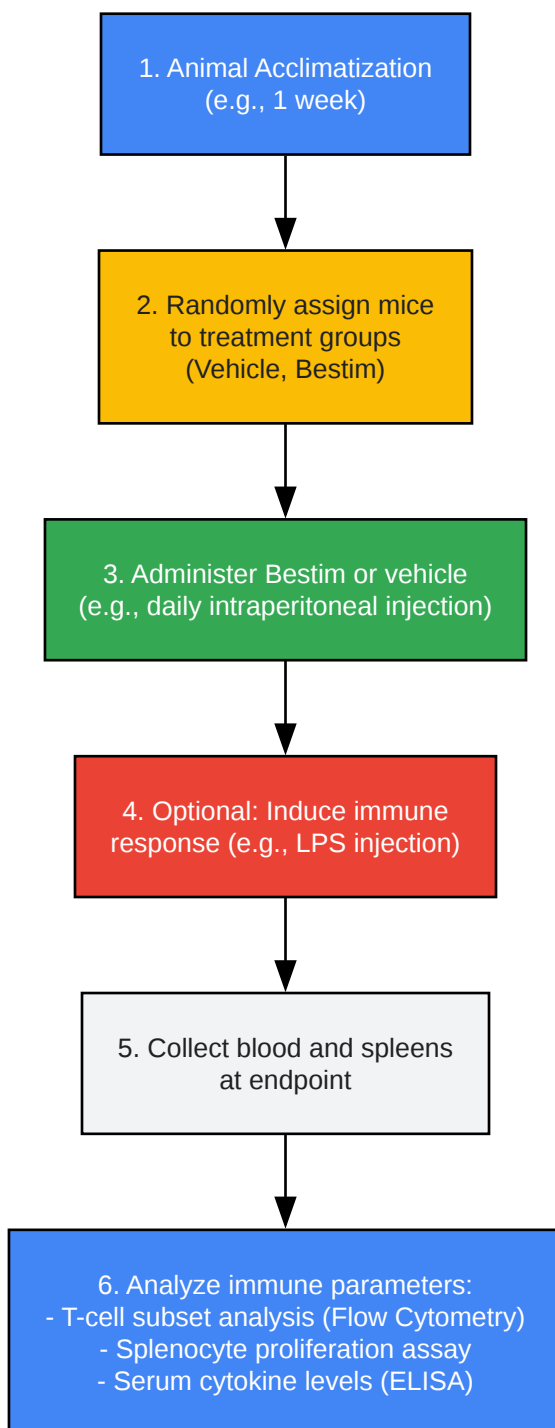 1. Animal Acclimatization
(e.g., 1 week)
2. Randomly assign mice
to treatment groups
(Vehicle, Bestim)
3. Administer Bestim or vehicle
(e.g., daily intraperitoneal injection)
4. Optional: Induce immune
response (e.g., LPS injection)
5. Collect blood and spleens
at endpoint
6. Analyze immune parameters:
- T-cell subset analysis (Flow Cytometry)
- Splenocyte proliferation assay
- Serum cytokine levels (ELISA)